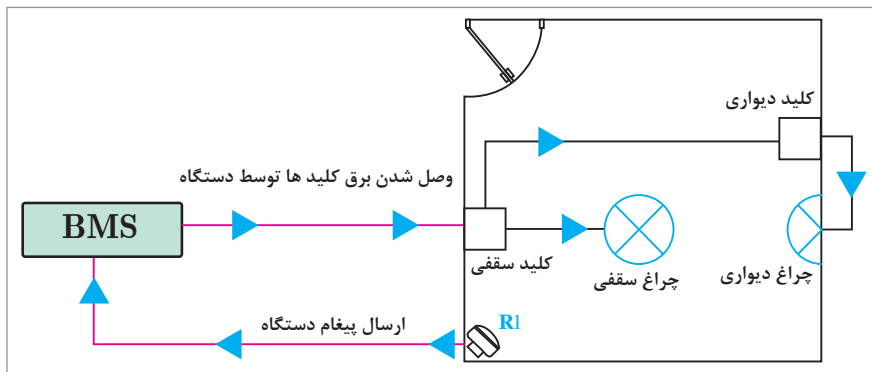 کلید دیواری
وصل شدن برق کلید ها توسط دستگاه
BMS
کلید سقفی
چراغ سقفی
چراغ دیواری
ارسال پیغام دستگاه
R1